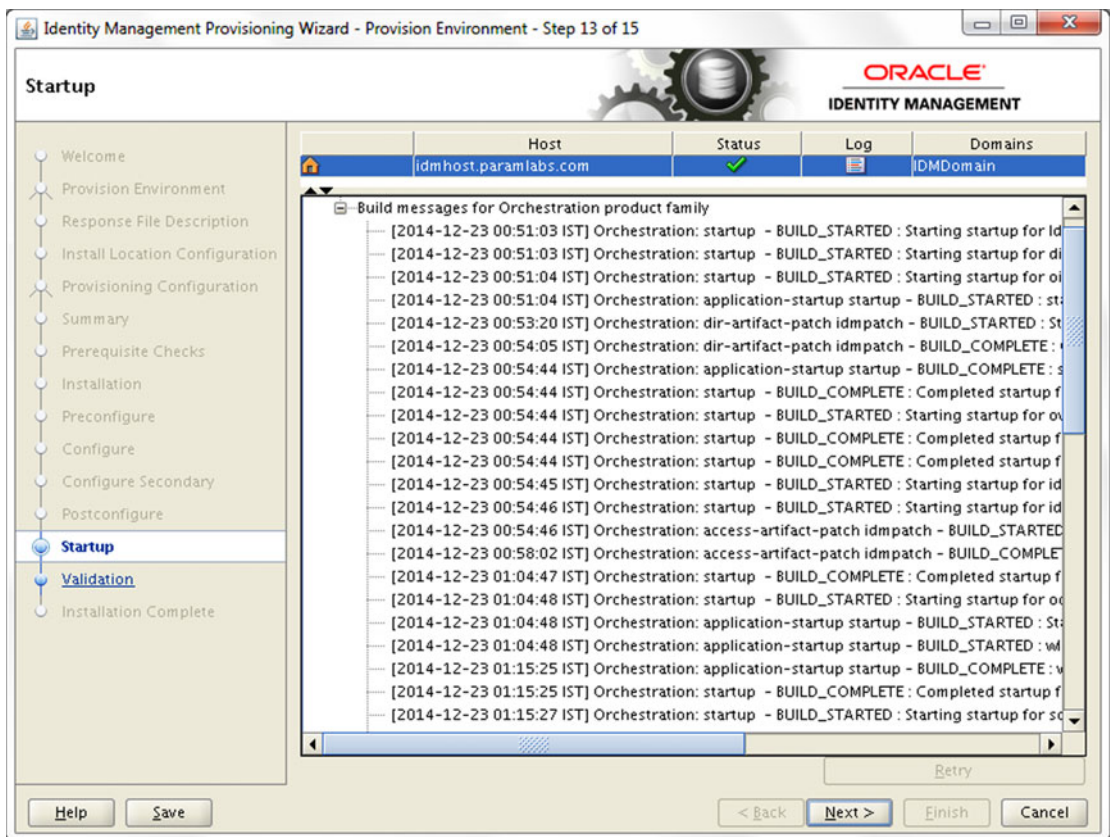 Identity Management Provisioning Wizard - Provision Environment - Step 13 of 15
Startup
ORACLE
IDENTITY MANAGEMENT
Welcome
Provision Environment
Response File Description
Install Location Configuration
Provisioning Configuration
Summary
Prerequisite Checks
Installation
Preconfigure
Configure
Configure Secondary
Postconfigure
Startup
Validation
Installation Complete
Host Status Log Domains
idmhost.paramlabs.com IDMDomain
Build messages for Orchestration product family
[2014-12-23 00:51:03 IST] Orchestration: startup - BUILD_STARTED : Starting startup for Id
[2014-12-23 00:51:03 IST] Orchestration: startup - BUILD_STARTED : Starting startup for di
[2014-12-23 00:51:04 IST] Orchestration: startup - BUILD_STARTED : Starting startup for oi
[2014-12-23 00:51:04 IST] Orchestration: application-startup startup - BUILD_STARTED : sta
[2014-12-23 00:53:20 IST] Orchestration: dir-artifact-patch idmpatch - BUILD_STARTED : St
[2014-12-23 00:54:05 IST] Orchestration: dir-artifact-patch idmpatch - BUILD_COMPLETE :
[2014-12-23 00:54:44 IST] Orchestration: application-startup startup - BUILD_COMPLETE : s
[2014-12-23 00:54:44 IST] Orchestration: startup - BUILD_COMPLETE : Completed startup f
[2014-12-23 00:54:44 IST] Orchestration: startup - BUILD_STARTED : Starting startup for ov
[2014-12-23 00:54:44 IST] Orchestration: startup - BUILD_COMPLETE : Completed startup f
[2014-12-23 00:54:44 IST] Orchestration: startup - BUILD_COMPLETE : Completed startup f
[2014-12-23 00:54:45 IST] Orchestration: startup - BUILD_STARTED : Starting startup for id
[2014-12-23 00:54:46 IST] Orchestration: startup - BUILD_STARTED : Starting startup for id
[2014-12-23 00:54:46 IST] Orchestration: access-artifact-patch idmpatch - BUILD_STARTED
[2014-12-23 00:58:02 IST] Orchestration: access-artifact-patch idmpatch - BUILD_COMPLET
[2014-12-23 01:04:47 IST] Orchestration: startup - BUILD_COMPLETE : Completed startup f
[2014-12-23 01:04:48 IST] Orchestration: startup - BUILD_STARTED : Starting startup for oc
[2014-12-23 01:04:48 IST] Orchestration: application-startup startup - BUILD_STARTED : Sta
[2014-12-23 01:04:48 IST] Orchestration: application-startup startup - BUILD_STARTED : wl
[2014-12-23 01:15:25 IST] Orchestration: application-startup startup - BUILD_COMPLETE : w
[2014-12-23 01:15:25 IST] Orchestration: startup - BUILD_COMPLETE : Completed startup f
[2014-12-23 01:15:27 IST] Orchestration: startup - BUILD_STARTED : Starting startup for so
Retry
Help Save < Back Next > Finish Cancel